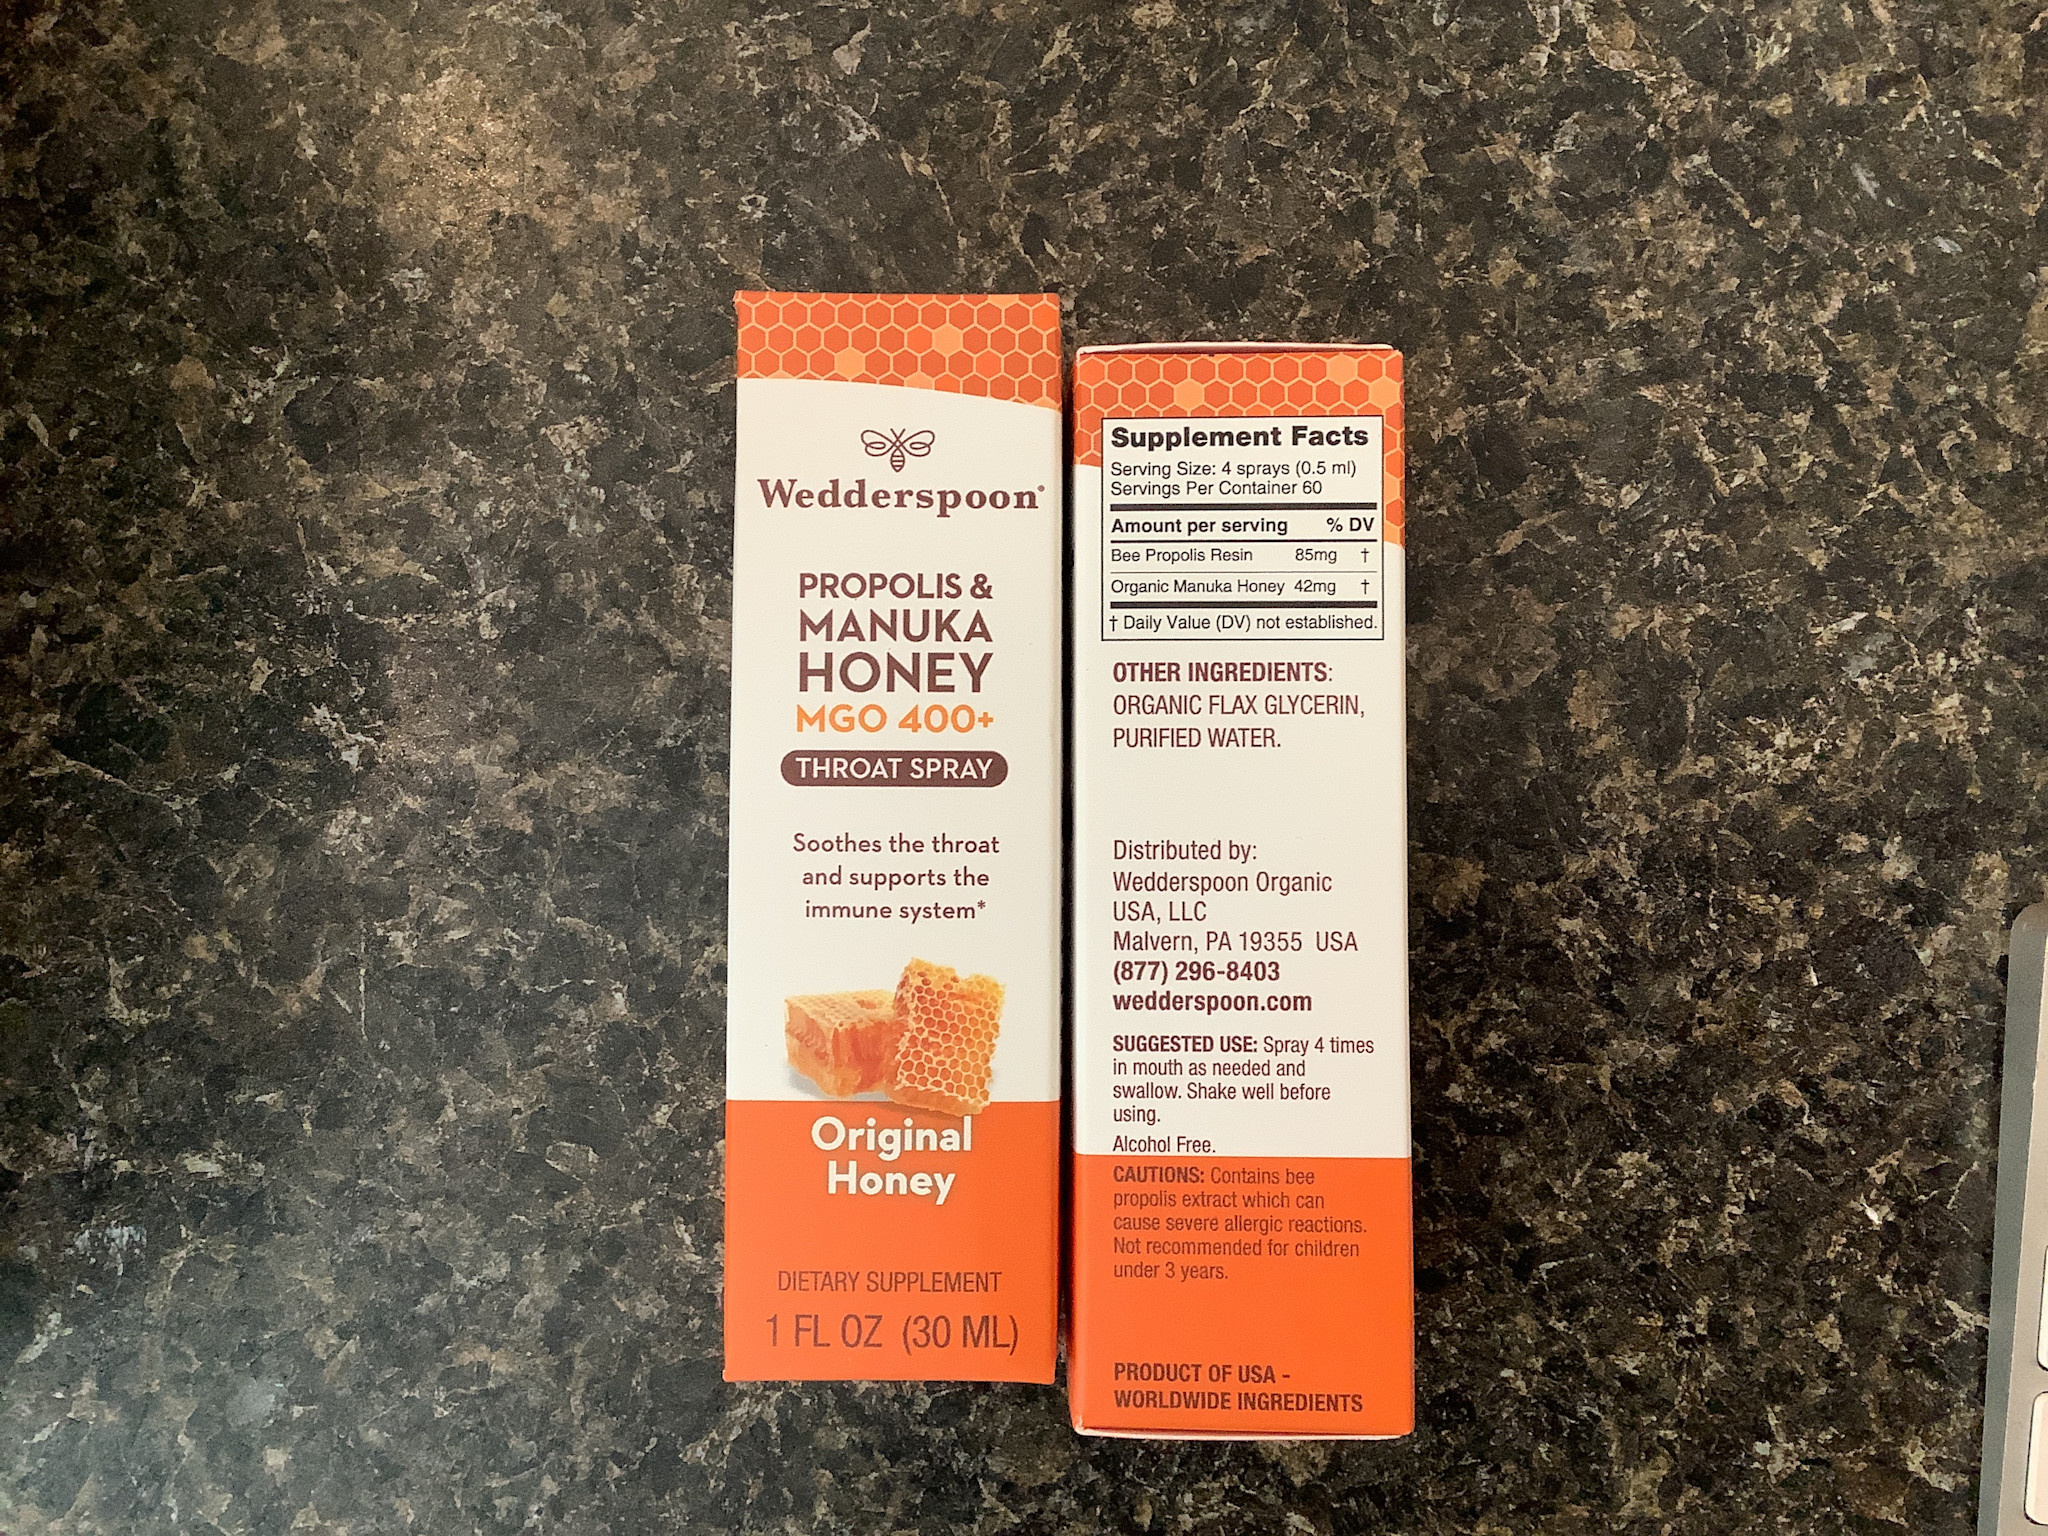 Wedderspoon®
PROPOLIS &
MANUKA
HONEY
MGO 400+
THROAT SPRAY
Soothes the throat
and supports the
immune system*
Original
Honey
DIETARY SUPPLEMENT
1 FL OZ (30 ML)
Supplement Facts
Serving Size: 4 sprays (0.5 ml)
Servings Per Container 60
Amount per serving % DV
Bee Propolis Resin 85mg †
Organic Manuka Honey 42mg †
† Daily Value (DV) not established.
OTHER INGREDIENTS:
ORGANIC FLAX GLYCERIN,
PURIFIED WATER.
Distributed by:
Wedderspoon Organic
USA, LLC
Malvern, PA 19355 USA
(877) 296-8403
wedderspoon.com
SUGGESTED USE: Spray 4 times
in mouth as needed and
swallow. Shake well before
using.
Alcohol Free.
CAUTIONS: Contains bee
propolis extract which can
cause severe allergic reactions.
Not recommended for children
under 3 years.
PRODUCT OF USA -
WORLDWIDE INGREDIENTS